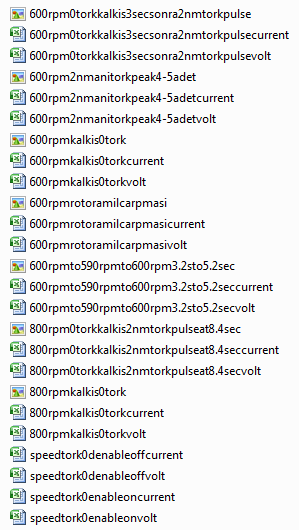 600rpm0torkkalkis3secsonra2nmtorkpulse
600rpm0torkkalkis3secsonra2nmtorkpulsecurrent
600rpm0torkkalkis3secsonra2nmtorkpulsevolt
600rpm2nmanitorkpeak4-5adet
600rpm2nmanitorkpeak4-5adetcurrent
600rpm2nmanitorkpeak4-5adetvolt
600rpmkalkis0tork
600rpmkalkis0torkcurrent
600rpmkalkis0torkvolt
600rpmrotoramilcarpmasi
600rpmrotoramilcarpmasicurrent
600rpmrotoramilcarpmasivolt
600rpmto590rpmto600rpm3.2sto5.2sec
600rpmto590rpmto600rpm3.2sto5.2seccurrent
600rpmto590rpmto600rpm3.2sto5.2secvolt
800rpm0torkkalkis2nmtorkpulseat8.4sec
800rpm0torkkalkis2nmtorkpulseat8.4seccurrent
800rpm0torkkalkis2nmtorkpulseat8.4secvolt
800rpmkalkis0tork
800rpmkalkis0torkcurrent
800rpmkalkis0torkvolt
speedtork0denableoffcurrent
speedtork0denableoffvolt
speedtork0enableoncurrent
speedtork0enableonvolt